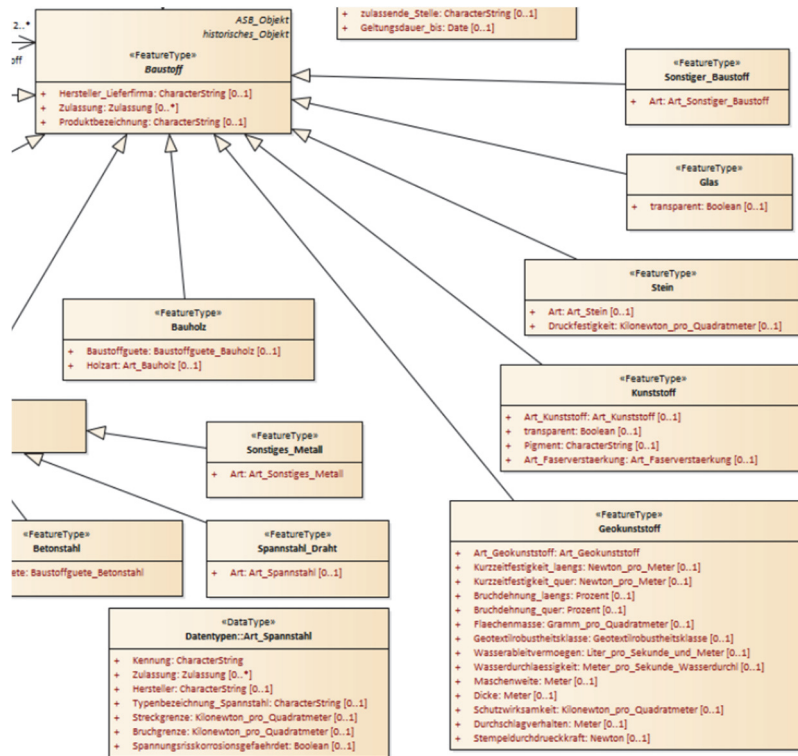 2..*
off
ASB_Objekt
historisches_Objekt
«FeatureType»
Baustoff
+ Hersteller_Lieferfirma: CharacterString [0..1]
+ Zulassung: Zulassung [0..*]
+ Produktbezeichnung: CharacterString [0..1]
+ zulassende_Stelle: CharacterString [0..1]
+ Geltungsdauer_bis: Date [0..1]
«FeatureType»
Sonstiger_Baustoff
+ Art: Art_Sonstiger_Baustoff
«FeatureType»
Glas
+ transparent: Boolean [0..1]
«FeatureType»
Stein
+ Art: Art_Stein [0..1]
+ Druckfestigkeit: Kilonewton_pro_Quadratmeter [0..1]
«FeatureType»
Bauholz
+ Baustoffguete: Baustoffguete_Bauholz [0..1]
+ Holzart: Art_Bauholz [0..1]
«FeatureType»
Kunststoff
+ Art_Kunststoff: Art_Kunststoff [0..1]
+ transparent: Boolean [0..1]
+ Pigment: CharacterString [0..1]
+ Art_Faserverstaerkung: Art_Faserverstaerkung [0..1]
«FeatureType»
Sonstiges_Metall
+ Art: Art_Sonstiges_Metall
«FeatureType»
Betonstahl
ete: Baustoffguete_Betonstahl
«FeatureType»
Spannstahl_Draht
+ Art: Art_Spannstahl [0..1]
«FeatureType»
Geokunststoff
+ Art_Geokunststoff: Art_Geokunststoff
+ Kurzzeitfestigkeit_laengs: Newton_pro_Meter [0..1]
+ Kurzzeitfestigkeit_quer: Newton_pro_Meter [0..1]
+ Bruchdehnung_laengs: Prozent [0..1]
+ Bruchdehnung_quer: Prozent [0..1]
+ Flaechenmasse: Gramm_pro_Quadratmeter [0..1]
+ Geotextilrobustheitsklasse: Geotextilrobustheitsklasse [0..1]
+ Wasserableitvermoegen: Liter_pro_Sekunde_und_Meter [0..1]
+ Wasserdurchlaessigkeit: Meter_pro_Sekunde_Wasserdurchl [0..1]
+ Maschenweite: Meter [0..1]
+ Dicke: Meter [0..1]
+ Schutzwirksamkeit: Kilonewton_pro_Quadratmeter [0..1]
+ Durchschlagverhalten: Meter [0..1]
+ Stempeldurchdrueckkraft: Newton [0..1]
«DataType»
Datentypen::Art_Spannstahl
+ Kennung: CharacterString
+ Zulassung: Zulassung [0..*]
+ Hersteller: CharacterString [0..1]
+ Typenbezeichnung_Spannstahl: CharacterString [0..1]
+ Streckgrenze: Kilonewton_pro_Quadratmeter [0..1]
+ Bruchgrenze: Kilonewton_pro_Quadratmeter [0..1]
+ Spannungsrisskorrosionsgefaehrdet: Boolean [0..1]